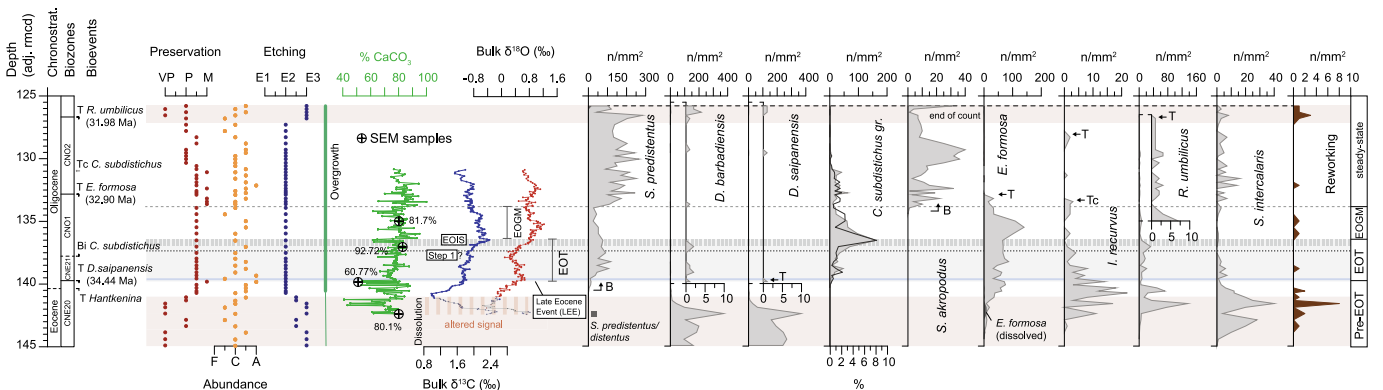 Depth
(adj. rmcd)
Chronostrat.
Biozones
Bioevents
Preservation
VP P M
Etching
E1 E2 E3
% CaCO3
40 60 80 100
Bulk δ18O (‰)
-0.8 0 0.8 1.6
n/mm2
0 150 300
n/mm2
0 150 300
n/mm2
0 150 300
n/mm2
0 80 160
n/mm2
0 20 40
n/mm2
0 100 200
n/mm2
0 10 20
n/mm2
0 80 160
n/mm2
0 20 40
n/mm2
0 2 4 6 8 10
125
130
135
140
145
Oligocene
Eocene
CNO2
CNO1
CNE21
CNE20
T R. umbilicus
(31.98 Ma)
Tc C. subdistichus
T E. formosa
(32,90 Ma)
Bi C. subdistichus
T D.saipanensis
(34,44 Ma)
T Hantkenina
Overgrowth
Dissolution
SEM samples
81.7%
92.72%
60.77%
80.1%
EOIS
Step 1?
EOGM
EOT
Late Eocene
Event (LEE)
altered signal
S. predistentus
B
S. predistentus/
distentus
D. barbadiensis
0 5 10
D. saipanensis
T
0 5 10
C. subdistichus gr.
end of count
S. akropodus
B
E. formosa
T
E. formosa
(dissolved)
I. recurvus
T
Tc
R. umbilicus
T
0 5 10
S. intercalaris
Reworking
steady-state
EOGM
EOT
Pre-EOT
F C A
Abundance
0.8 1.6 2.4
Bulk δ13C (‰)
0 2 4 6 8 10
%